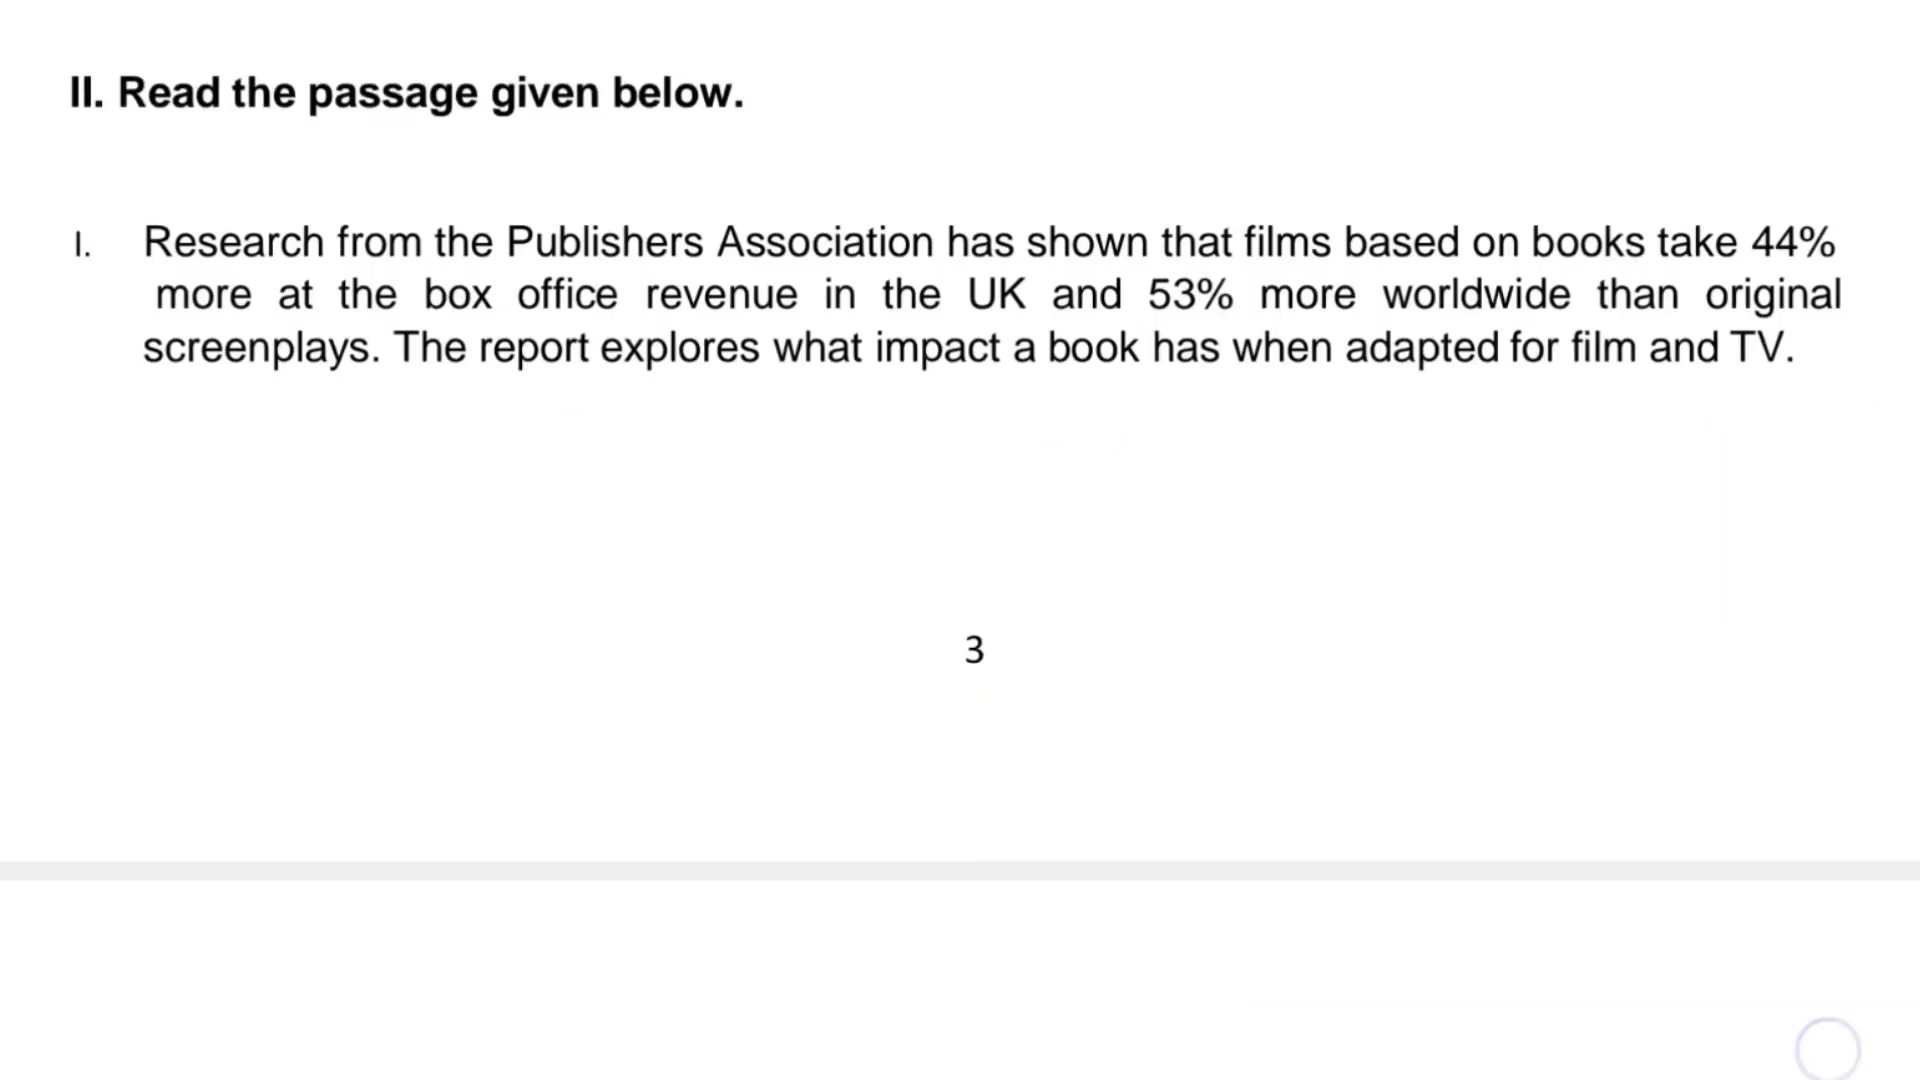 II. Read the passage given below.
I. Research from the Publishers Association has shown that films based on books take 44%
more at the box office revenue in the UK and 53% more worldwide than original
screenplays. The report explores what impact a book has when adapted for film and TV.
3